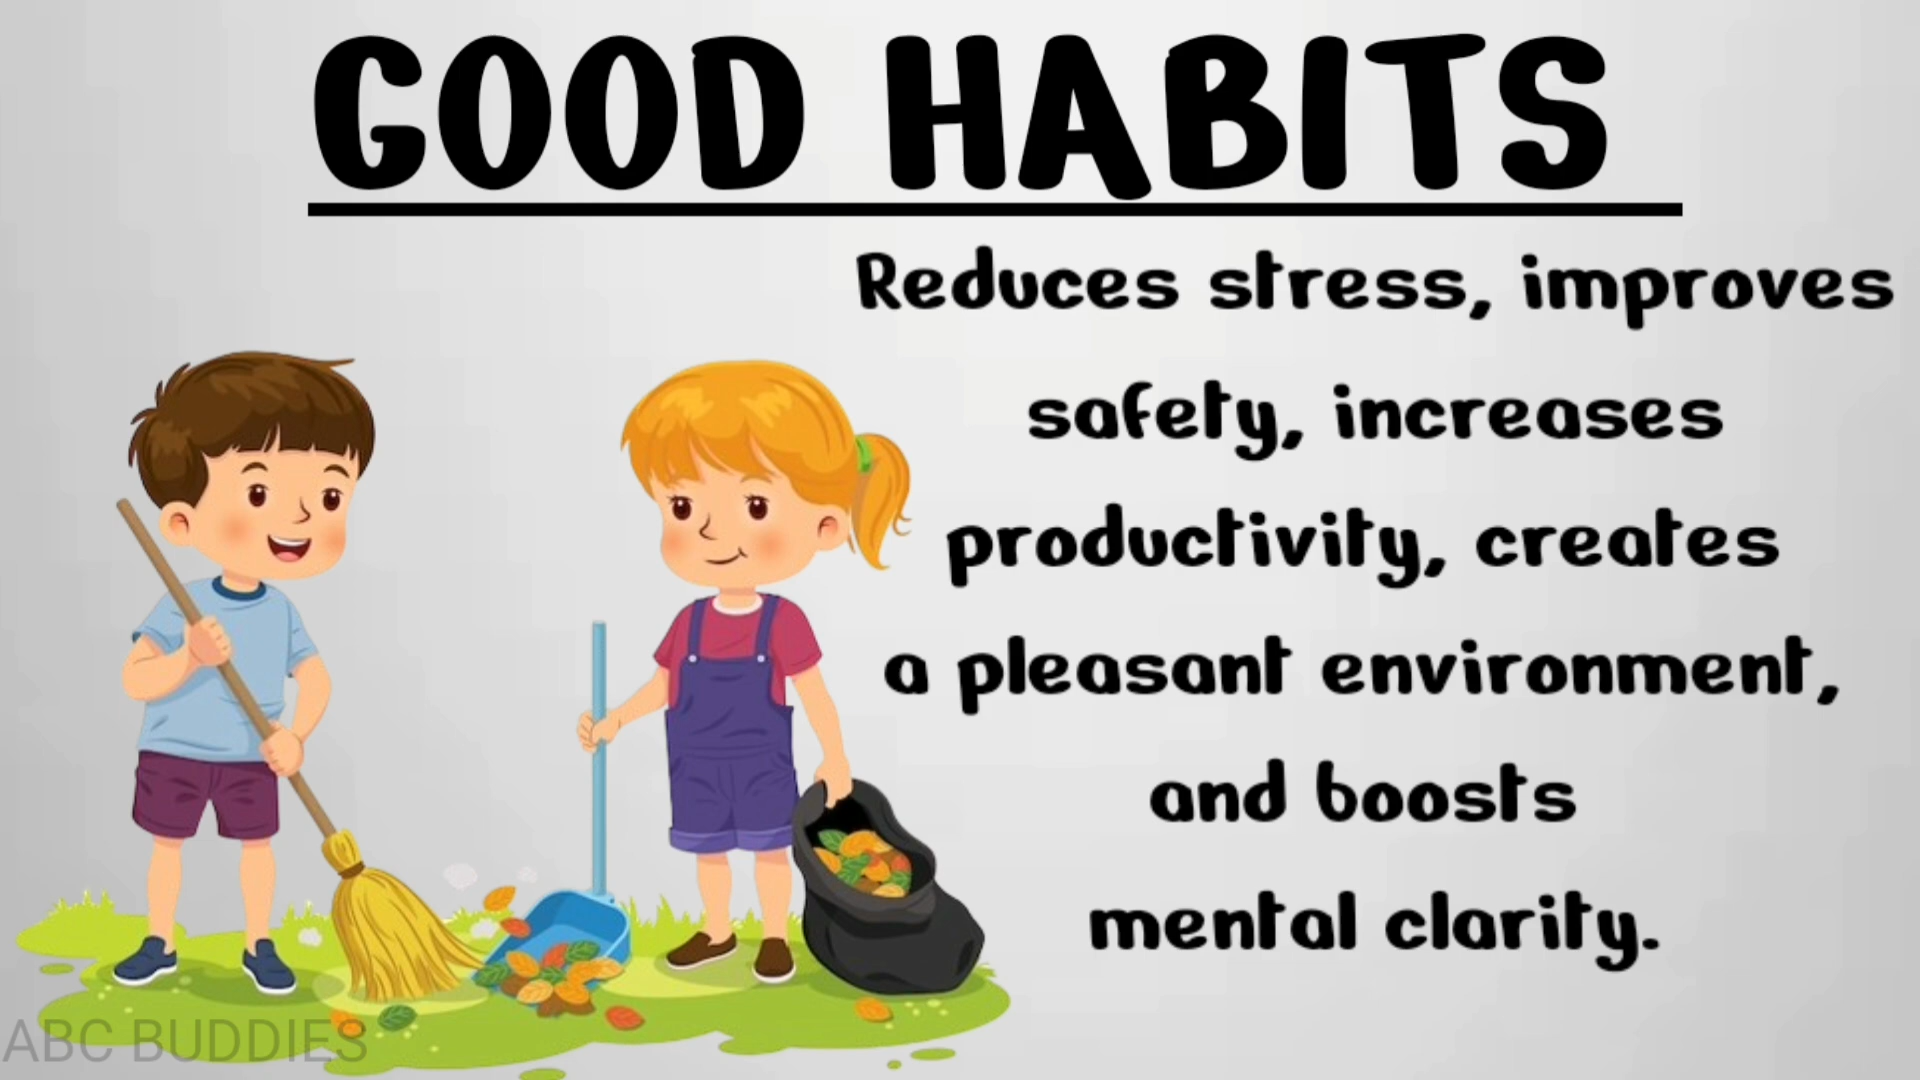 GOOD HABITS
Reduces stress, improves
safety, increases
productivity, creates
a pleasant environment,
and boosts
mental clarity.
ABC BUDDIES